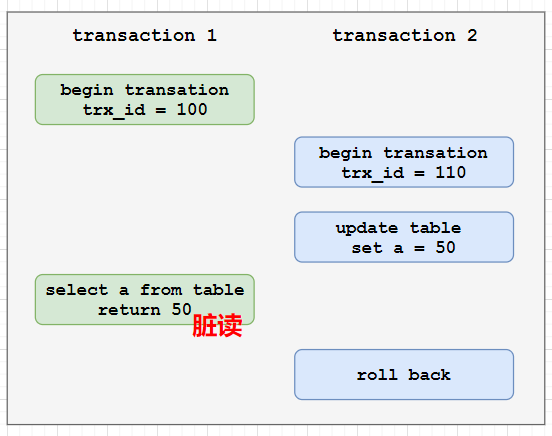 transaction 1
transaction 2
begin transation
trx_id = 100
begin transation
trx_id = 110
update table
set a = 50
select a from table
return 50
脏读
roll back